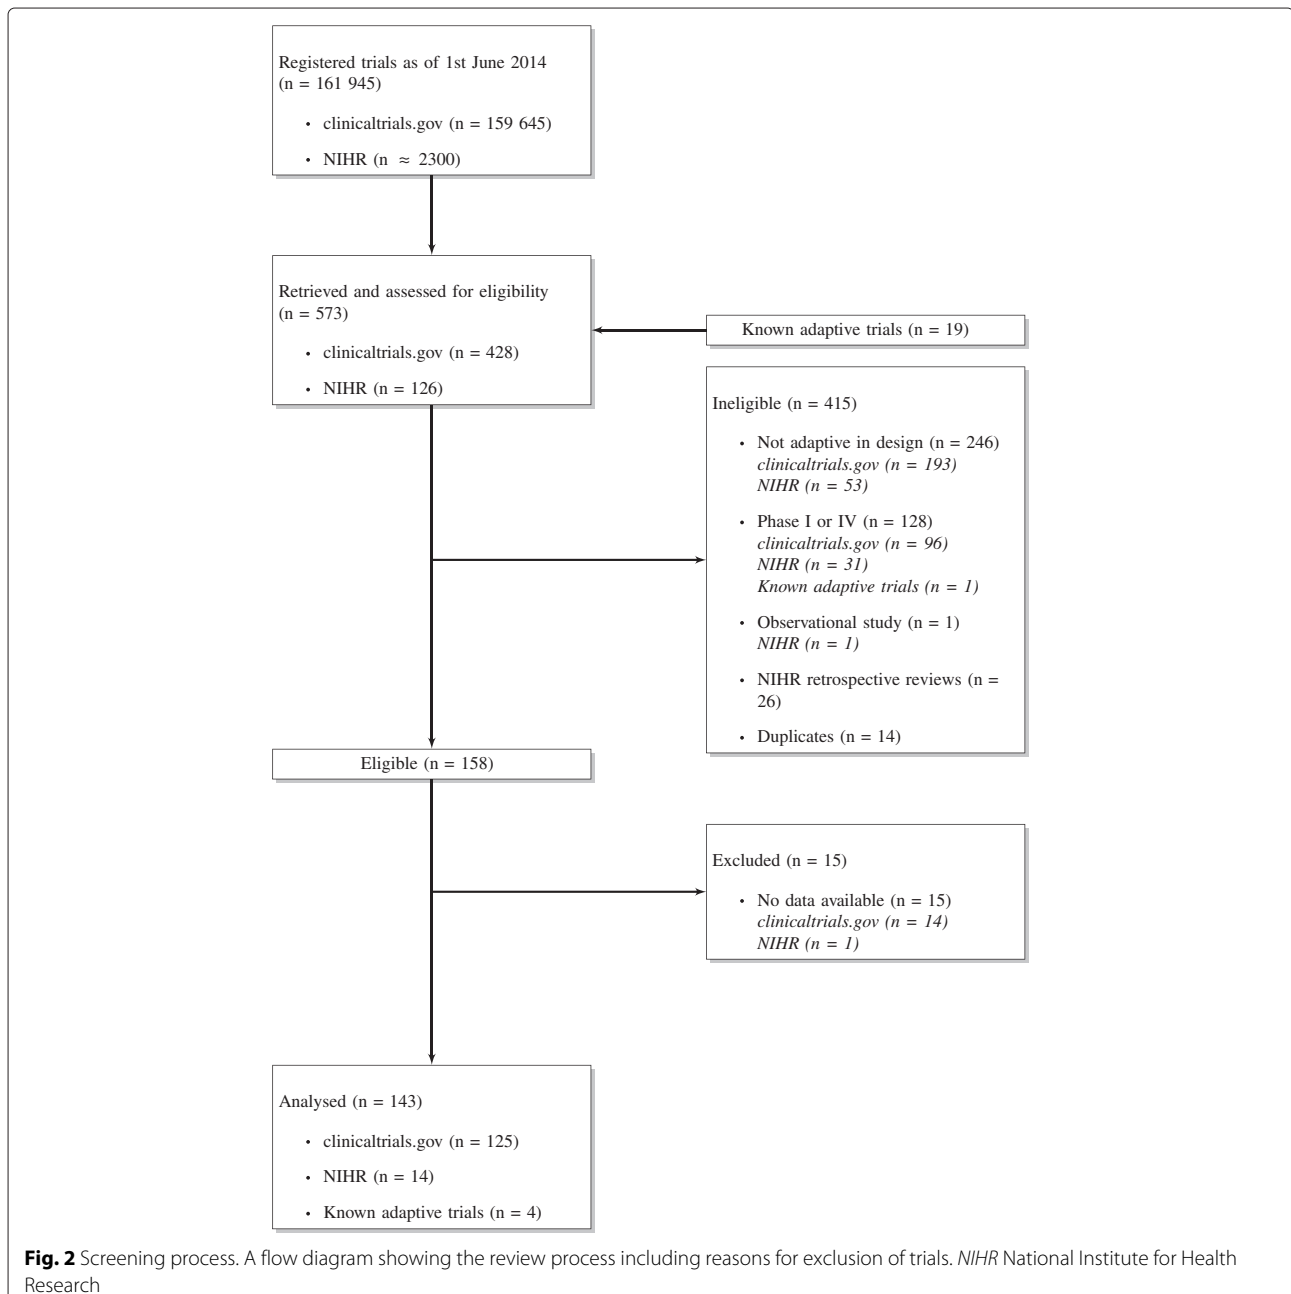 Registered trials as of 1st June 2014
(n = 161 945)
• clinicaltrials.gov (n = 159 645)
• NIHR (n ≈ 2300)
Retrieved and assessed for eligibility
(n = 573)
• clinicaltrials.gov (n = 428)
• NIHR (n = 126)
Known adaptive trials (n = 19)
Ineligible (n = 415)
• Not adaptive in design (n = 246)
clinicaltrials.gov (n = 193)
NIHR (n = 53)
• Phase I or IV (n = 128)
clinicaltrials.gov (n = 96)
NIHR (n = 31)
Known adaptive trials (n = 1)
• Observational study (n = 1)
NIHR (n = 1)
• NIHR retrospective reviews (n =
26)
• Duplicates (n = 14)
Eligible (n = 158)
Excluded (n = 15)
• No data available (n = 15)
clinicaltrials.gov (n = 14)
NIHR (n = 1)
Analysed (n = 143)
• clinicaltrials.gov (n = 125)
• NIHR (n = 14)
• Known adaptive trials (n = 4)
Fig. 2 Screening process. A flow diagram showing the review process including reasons for exclusion of trials. NIHR National Institute for Health
Research